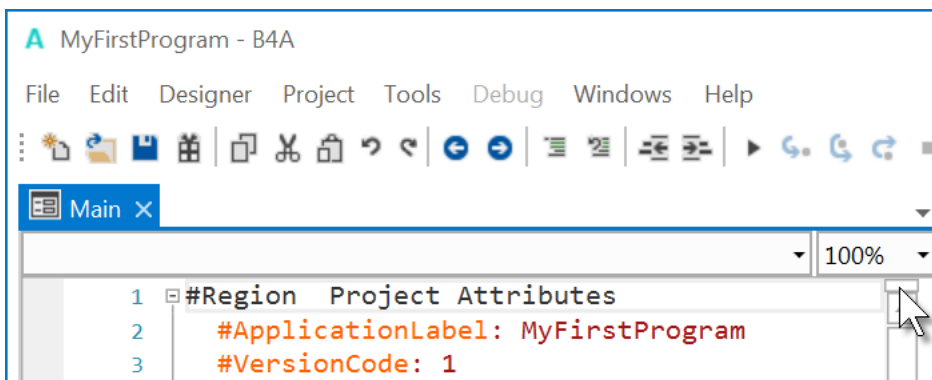 MyFirstProgram - B4A
File Edit Designer Project Tools Debug Windows Help
Main
100%
1 #Region  Project Attributes
2 #ApplicationLabel: MyFirstProgram
3 #VersionCode: 1